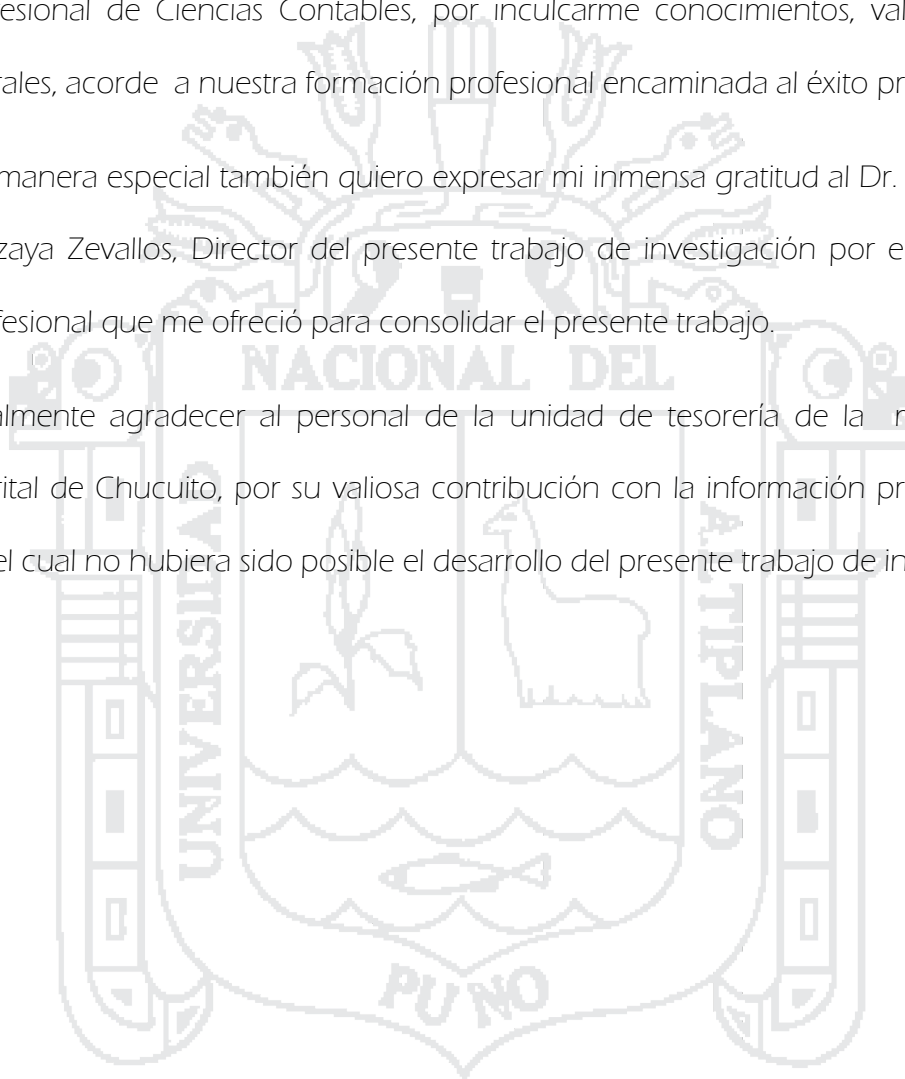 esional de Ciencias Contables, por inculcarme conocimientos, val
rales, acorde a nuestra formación profesional encaminada al éxito pr
manera especial también quiero expresar mi inmensa gratitud al Dr.
zaya Zevallos, Director del presente trabajo de investigación por e
fesional que me ofreció para consolidar el presente trabajo.
almente agradecer al personal de la unidad de tesorería de la
rital de Chucuito, por su valiosa contribución con la información pr
el cual no hubiera sido posible el desarrollo del presente trabajo de in
UNIVERSIDAD
NACIONAL DEL
ALTIPLANO
PUNO